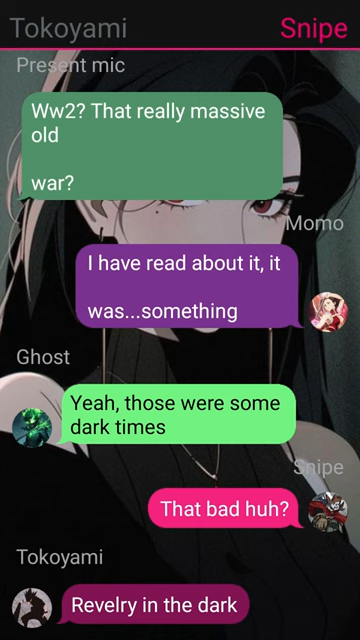 Tokoyami
Snipe
Present mic
Ww2? That really massive
old
war?
Momo
I have read about it, it
was...something
Ghost
Yeah, those were some
dark times
Snipe
That bad huh?
Tokoyami
Revelry in the dark